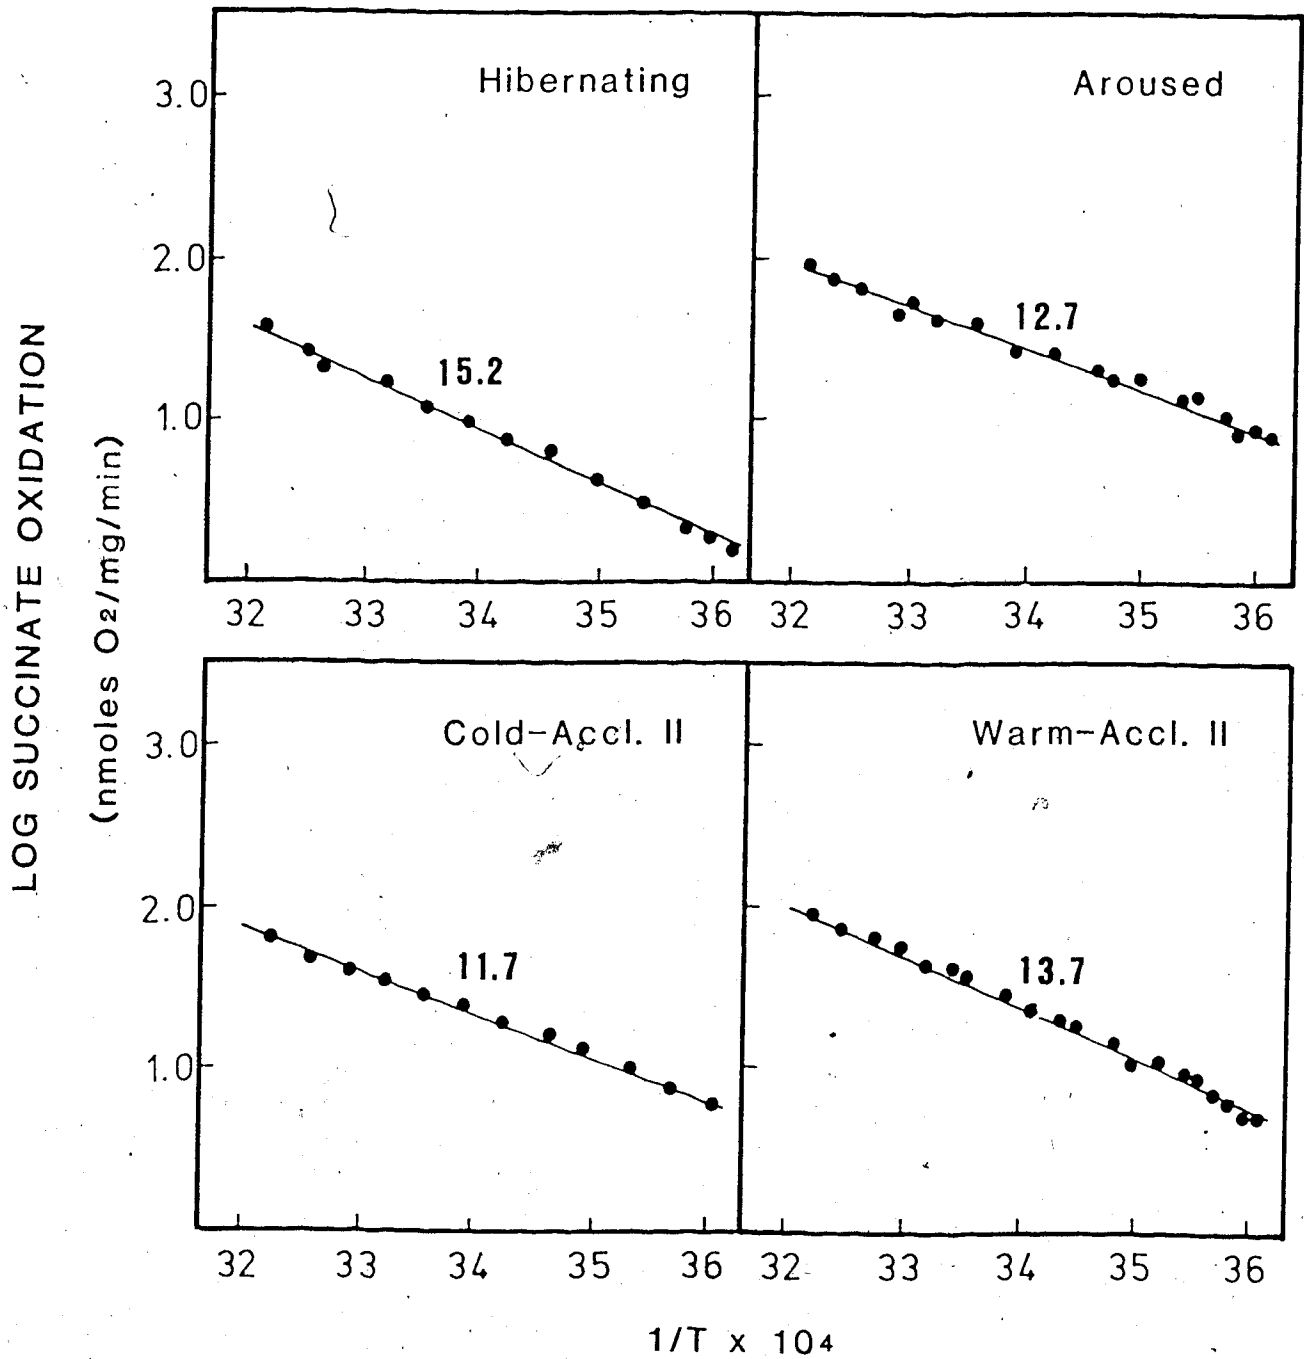 LOG SUCCINATE OXIDATION
(nmoles O2/mg/min)
Hibernating
3.0
2.0
1.0
15.2
32 33 34 35 36
Aroused
12.7
32 33 34 35 36
Cold-Accl. II
3.0
2.0
1.0
11.7
32 33 34 35 36
Warm-Accl. II
13.7
32 33 34 35 36
1/T x 104